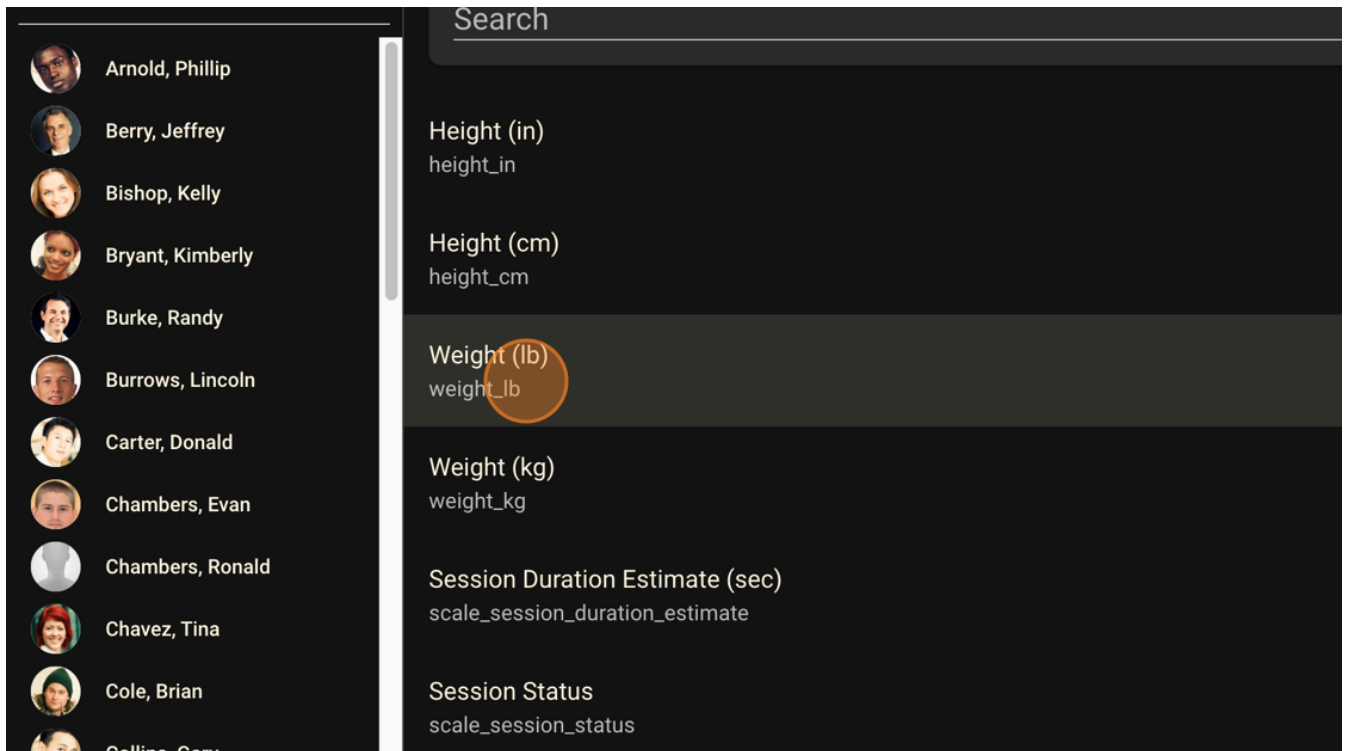 Arnold, Phillip
Berry, Jeffrey
Bishop, Kelly
Bryant, Kimberly
Burke, Randy
Burrows, Lincoln
Carter, Donald
Chambers, Evan
Chambers, Ronald
Chavez, Tina
Cole, Brian
Search
Height (in)
height_in
Height (cm)
height_cm
Weight (lb)
weight_lb
Weight (kg)
weight_kg
Session Duration Estimate (sec)
scale_session_duration_estimate
Session Status
scale_session_status